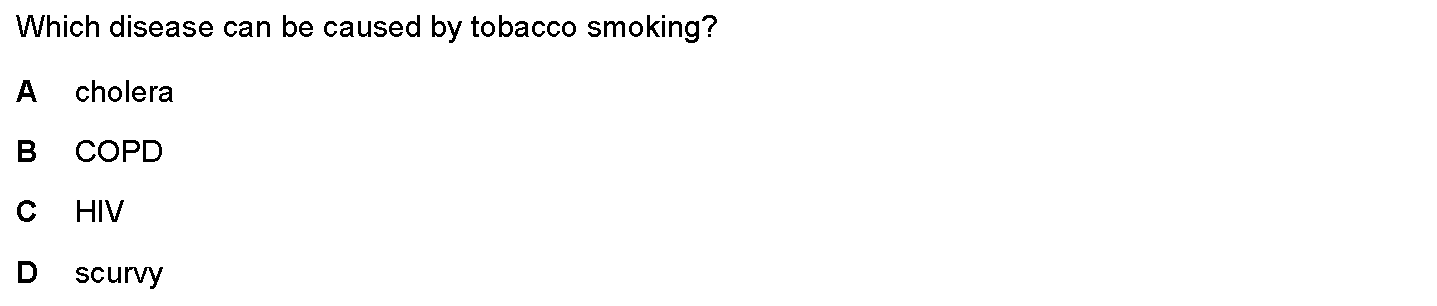 Which disease can be caused by tobacco smoking?
A cholera
B COPD
C HIV
D scurvy